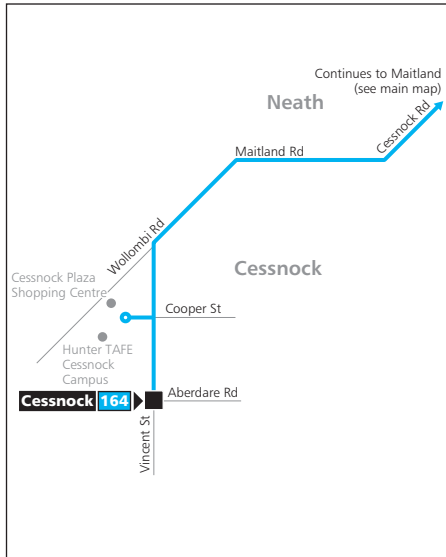 Continues to Maitland
(see main map)
Neath
Cessnock Rd
Maitland Rd
Wollombi Rd
Cessnock
Cessnock Plaza
Shopping Centre
Cooper St
Hunter TAFE
Cessnock
Campus
Cessnock 164
Aberdare Rd
Vincent St